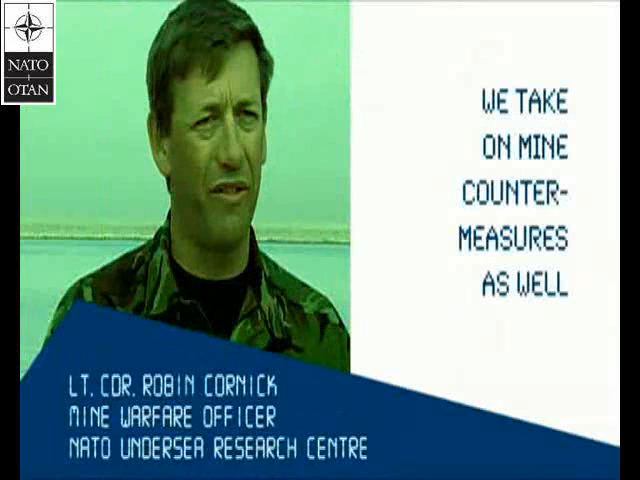 NATO
OTAN
WE TAKE
ON MINE
COUNTER-
MEASURES
AS WELL
LT. CDR. ROBIN CORNICK
MINE WARFARE OFFICER
NATO UNDERSEA RESEARCH CENTRE